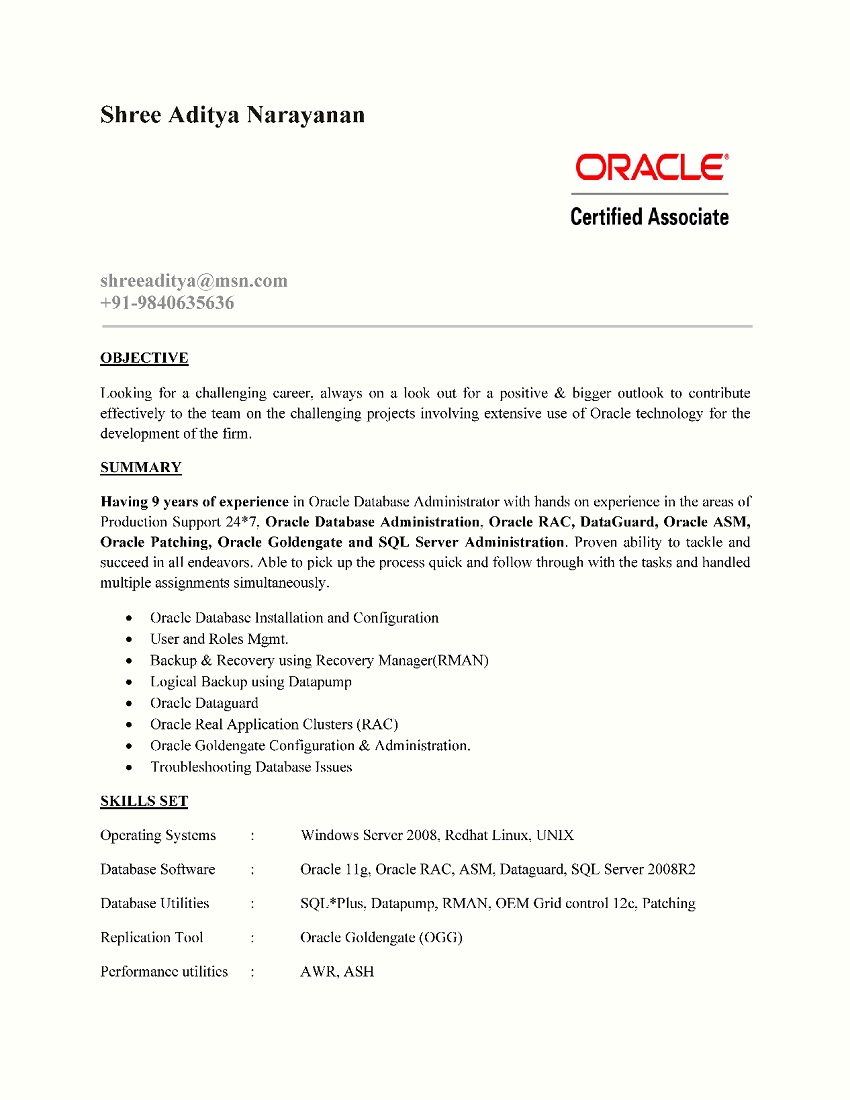 Shree Aditya Narayanan
ORACLE®
Certified Associate
shreeaditya@msn.com
+91-9840635636
OBJECTIVE
Looking for a challenging career, always on a look out for a positive & bigger outlook to contribute
effectively to the team on the challenging projects involving extensive use of Oracle technology for the
development of the firm.
SUMMARY
Having 9 years of experience in Oracle Database Administrator with hands on experience in the areas of
Production Support 24*7, Oracle Database Administration, Oracle RAC, DataGuard, Oracle ASM,
Oracle Patching, Oracle Goldengate and SQL Server Administration. Proven ability to tackle and
succeed in all endeavors. Able to pick up the process quick and follow through with the tasks and handled
multiple assignments simultaneously.
• Oracle Database Installation and Configuration
• User and Roles Mgmt.
• Backup & Recovery using Recovery Manager(RMAN)
• Logical Backup using Datapump
• Oracle Dataguard
• Oracle Real Application Clusters (RAC)
• Oracle Goldengate Configuration & Administration.
• Troubleshooting Database Issues
SKILLS SET
Operating Systems : Windows Server 2008, Redhat Linux, UNIX
Database Software : Oracle 11g, Oracle RAC, ASM, Dataguard, SQL Server 2008R2
Database Utilities : SQL*Plus, Datapump, RMAN, OEM Grid control 12c, Patching
Replication Tool : Oracle Goldengate (OGG)
Performance utilities : AWR, ASH